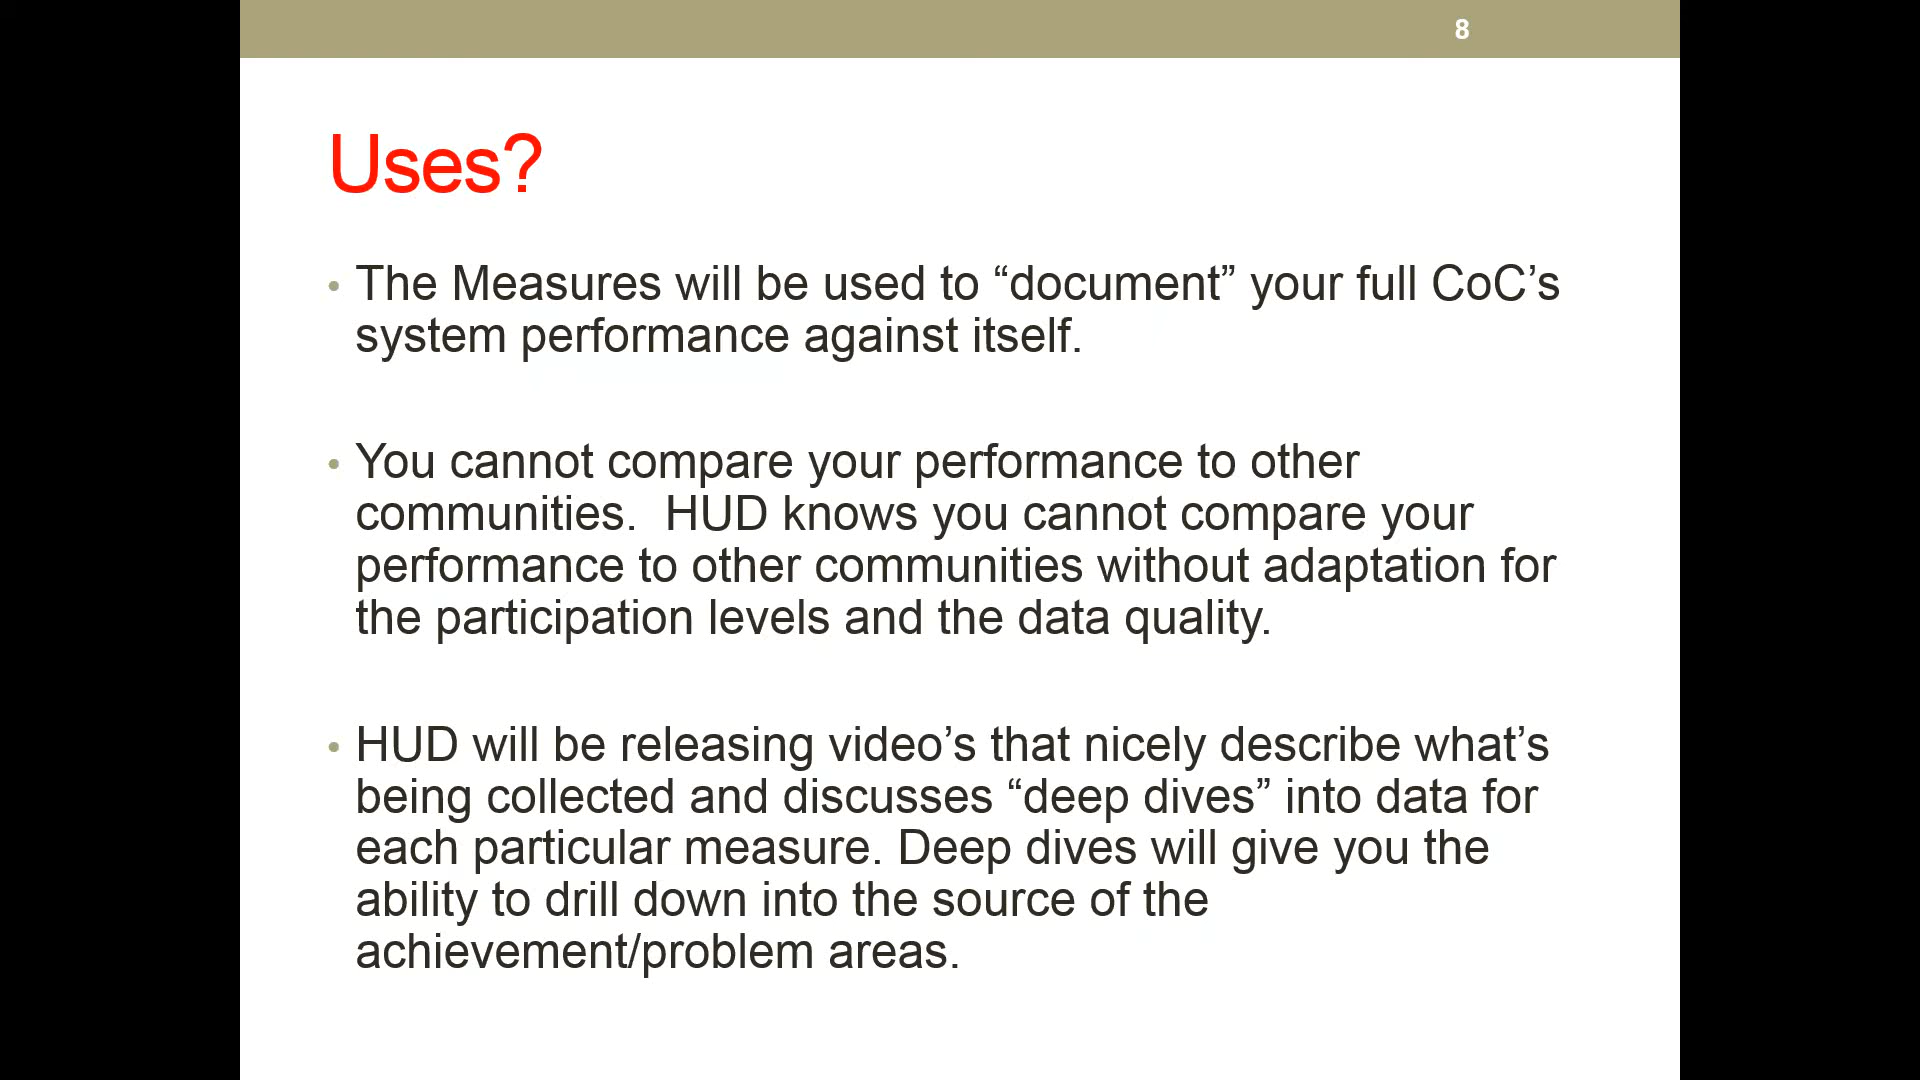 8
Uses?
• The Measures will be used to “document” your full CoC’s
system performance against itself.
• You cannot compare your performance to other
communities.  HUD knows you cannot compare your
performance to other communities without adaptation for
the participation levels and the data quality.
• HUD will be releasing video’s that nicely describe what’s
being collected and discusses “deep dives” into data for
each particular measure. Deep dives will give you the
ability to drill down into the source of the
achievement/problem areas.